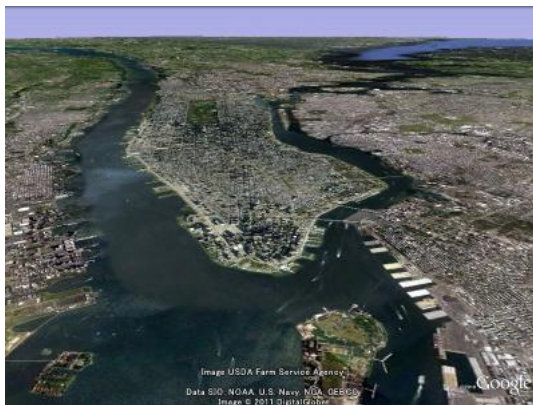 Image USDA Farm Service Agency
Data SIO, NOAA, U.S. Navy, NGA, GEBCO
Image © 2011 DigitalGlobe
Google